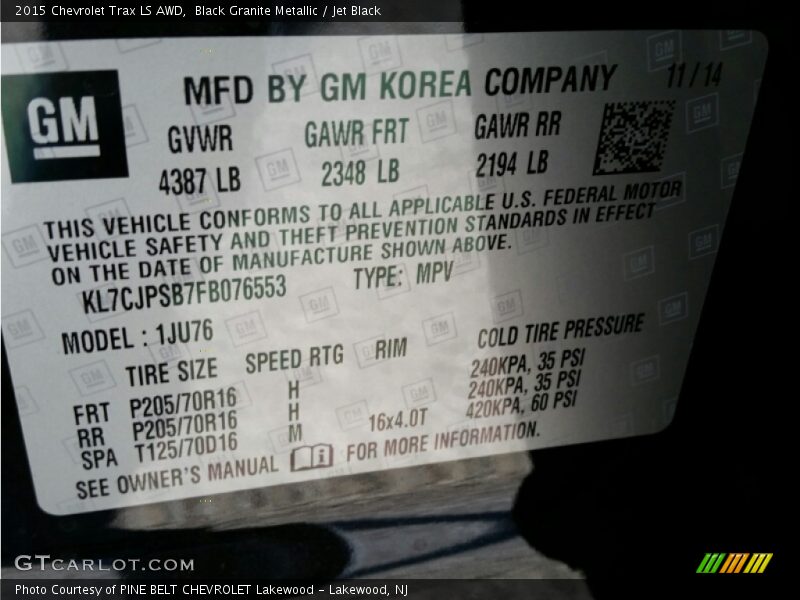 2015 Chevrolet Trax LS AWD, Black Granite Metallic / Jet Black
GM
MFD BY GM KOREA COMPANY 11/14
GVWR GAWR FRT GAWR RR
4387 LB 2348 LB 2194 LB
THIS VEHICLE CONFORMS TO ALL APPLICABLE U.S. FEDERAL MOTOR
VEHICLE SAFETY AND THEFT PREVENTION STANDARDS IN EFFECT
ON THE DATE OF MANUFACTURE SHOWN ABOVE.
KL7CJPSB7FB076553 TYPE: MPV
MODEL : 1JU76
TIRE SIZE SPEED RTG RIM COLD TIRE PRESSURE
FRT P205/70R16 H 240KPA, 35 PSI
RR P205/70R16 H 240KPA, 35 PSI
SPA T125/70D16 M 16x4.0T 420KPA, 60 PSI
SEE OWNER'S MANUAL FOR MORE INFORMATION.
GTCARLOT.COM
Photo Courtesy of PINE BELT CHEVROLET Lakewood - Lakewood, NJ